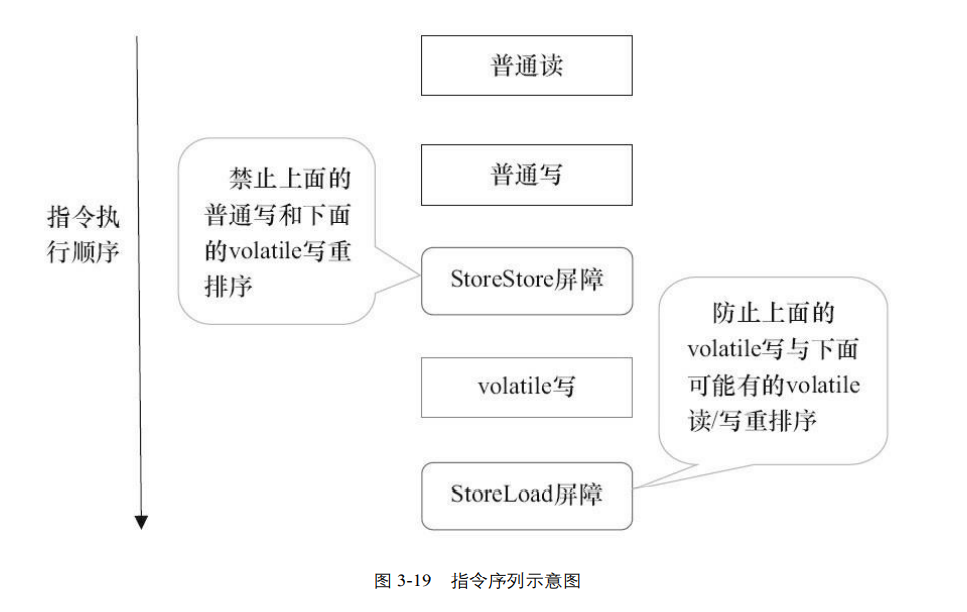 普通读
普通写
禁止上面的
普通写和下面
的volatile写重
排序
指令执
行顺序
StoreStore屏障
防止上面的
volatile写与下面
可能有的volatile
读/写重排序
volatile写
StoreLoad屏障
图 3-19 指令序列示意图